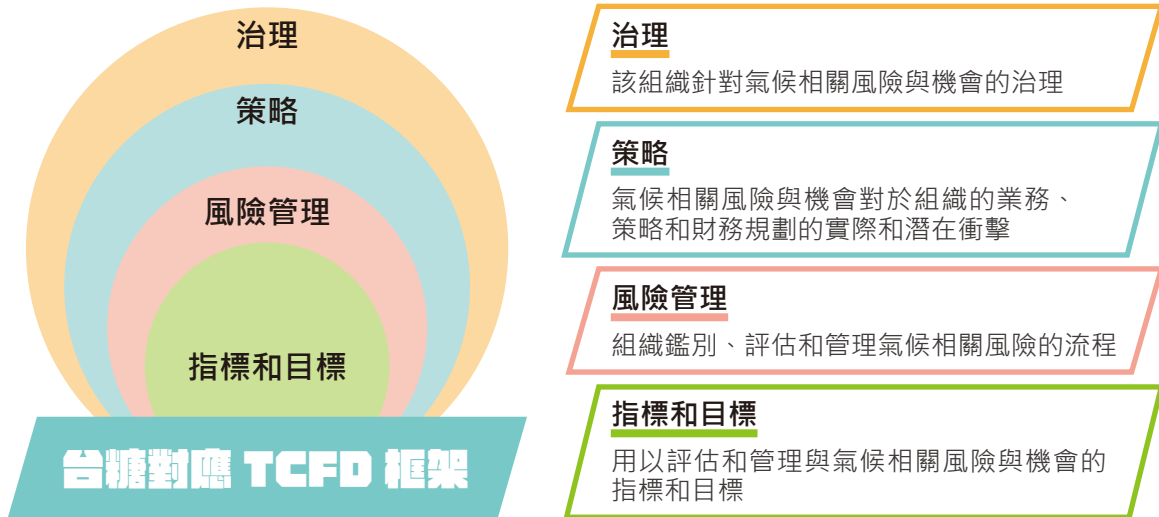 治理
策略
風險管理
指標和目標
台糖對應 TCFD 框架
治理
該組織針對氣候相關風險與機會的治理
策略
氣候相關風險與機會對於組織的業務、
策略和財務規劃的實際和潛在衝擊
風險管理
組織鑑別、評估和管理氣候相關風險的流程
指標和目標
用以評估和管理與氣候相關風險與機會的
指標和目標